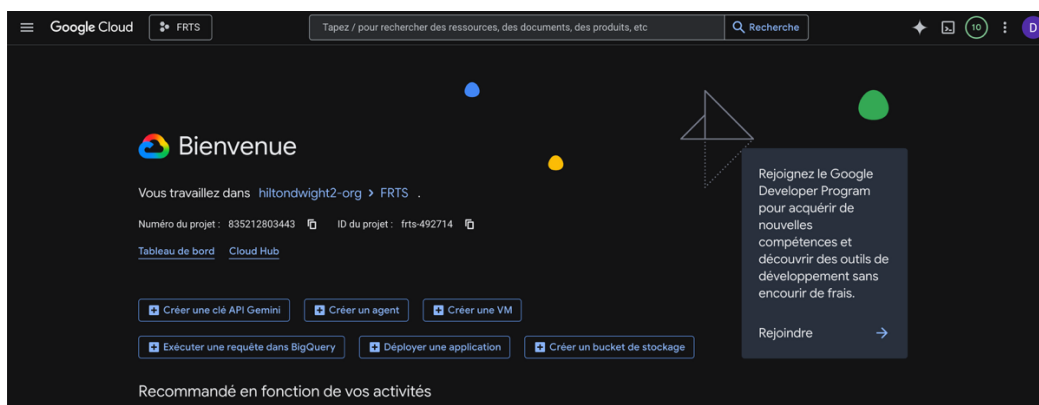 Google Cloud FRTS Tapez / pour rechercher des ressources, des documents, des produits, etc Recherche 10 D
Bienvenue
Vous travaillez dans hiltondwight2-org > FRTS .
Numéro du projet : 835212803443 ID du projet : frts-492714
Tableau de bord Cloud Hub
Créer une clé API Gemini Créer un agent Créer une VM
Exécuter une requête dans BigQuery Déployer une application Créer un bucket de stockage
Recommandé en fonction de vos activités
Rejoignez le Google
Developer Program
pour acquérir de
nouvelles
compétences et
découvrir des outils de
développement sans
encourir de frais.
Rejoindre